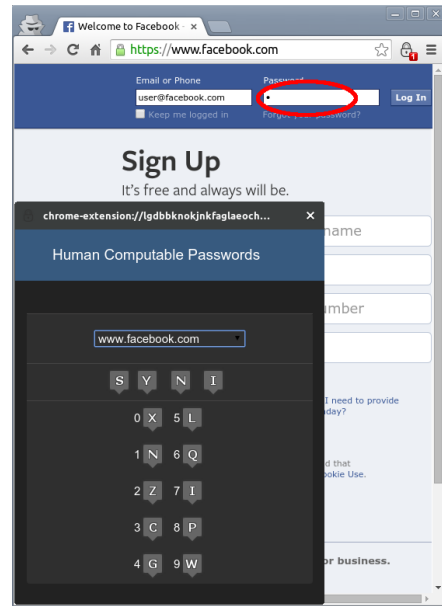 Welcome to Facebook
https://www.facebook.com
Email or Phone
Password
user@facebook.com
Log In
Keep me logged in
Forgot your password?
Sign Up
It's free and always will be.
chrome-extension://lgdbbknokjnkfaglaeoch...
name
Human Computable Passwords
umber
www.facebook.com
S Y N I
I need to provide
day?
0 X 5 L
1 N 6 Q
d that
ookie Use.
2 Z 7 I
3 C 8 P
or business.
4 G 9 W